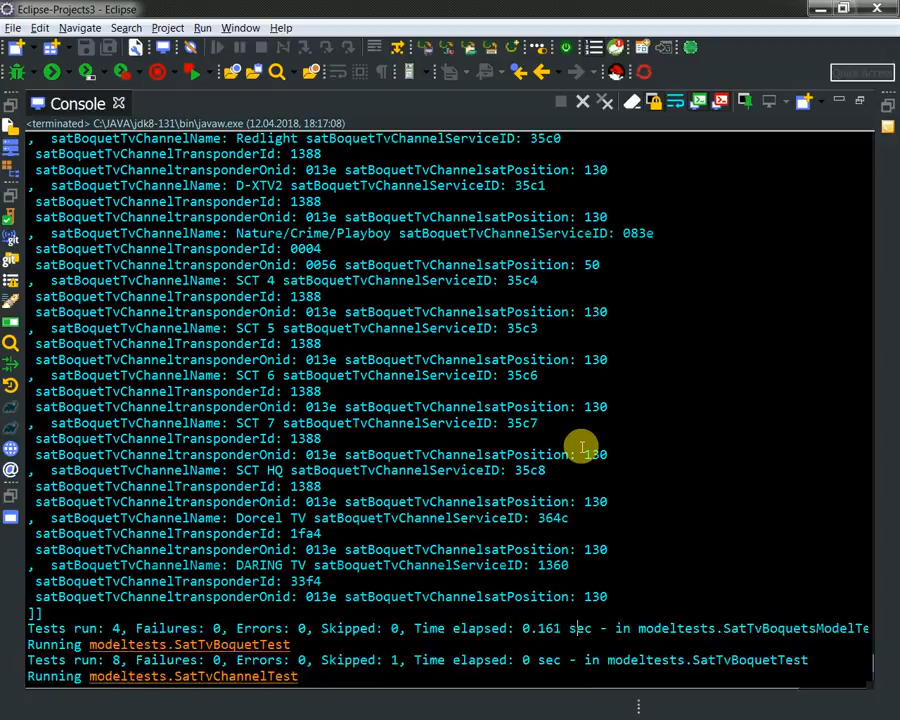 Eclipse-Projects3 - Eclipse
File Edit Navigate Search Project Run Window Help
Quick Access
Console
<terminated> C:\JAVA\jdk8-131\bin\javaw.exe (12.04.2018, 18:17:08)
,  satBoquetTvChannelName: Redlight satBoquetTvChannelServiceID: 35c0
satBoquetTvChannelTransponderId: 1388
satBoquetTvChanneltransponderOnid: 013e satBoquetTvChannelsatPosition: 130
,  satBoquetTvChannelName: D-XTV2 satBoquetTvChannelServiceID: 35c1
satBoquetTvChannelTransponderId: 1388
satBoquetTvChanneltransponderOnid: 013e satBoquetTvChannelsatPosition: 130
,  satBoquetTvChannelName: Nature/Crime/Playboy satBoquetTvChannelServiceID: 083e
satBoquetTvChannelTransponderId: 0004
satBoquetTvChanneltransponderOnid: 0056 satBoquetTvChannelsatPosition: 50
,  satBoquetTvChannelName: SCT 4 satBoquetTvChannelServiceID: 35c4
satBoquetTvChannelTransponderId: 1388
satBoquetTvChanneltransponderOnid: 013e satBoquetTvChannelsatPosition: 130
,  satBoquetTvChannelName: SCT 5 satBoquetTvChannelServiceID: 35c3
satBoquetTvChannelTransponderId: 1388
satBoquetTvChanneltransponderOnid: 013e satBoquetTvChannelsatPosition: 130
,  satBoquetTvChannelName: SCT 6 satBoquetTvChannelServiceID: 35c6
satBoquetTvChannelTransponderId: 1388
satBoquetTvChanneltransponderOnid: 013e satBoquetTvChannelsatPosition: 130
,  satBoquetTvChannelName: SCT 7 satBoquetTvChannelServiceID: 35c7
satBoquetTvChannelTransponderId: 1388
satBoquetTvChanneltransponderOnid: 013e satBoquetTvChannelsatPosition: 130
,  satBoquetTvChannelName: SCT HQ satBoquetTvChannelServiceID: 35c8
satBoquetTvChannelTransponderId: 1388
satBoquetTvChanneltransponderOnid: 013e satBoquetTvChannelsatPosition: 130
,  satBoquetTvChannelName: Dorcel TV satBoquetTvChannelServiceID: 364c
satBoquetTvChannelTransponderId: 1fa4
satBoquetTvChanneltransponderOnid: 013e satBoquetTvChannelsatPosition: 130
,  satBoquetTvChannelName: DARING TV satBoquetTvChannelServiceID: 1360
satBoquetTvChannelTransponderId: 33f4
satBoquetTvChanneltransponderOnid: 013e satBoquetTvChannelsatPosition: 130
]]
Tests run: 4, Failures: 0, Errors: 0, Skipped: 0, Time elapsed: 0.161 sec - in modeltests.SatTvBoquetsModelTe
Running modeltests.SatTvBoquetTest
Tests run: 8, Failures: 0, Errors: 0, Skipped: 1, Time elapsed: 0 sec - in modeltests.SatTvBoquetTest
Running modeltests.SatTvChannelTest